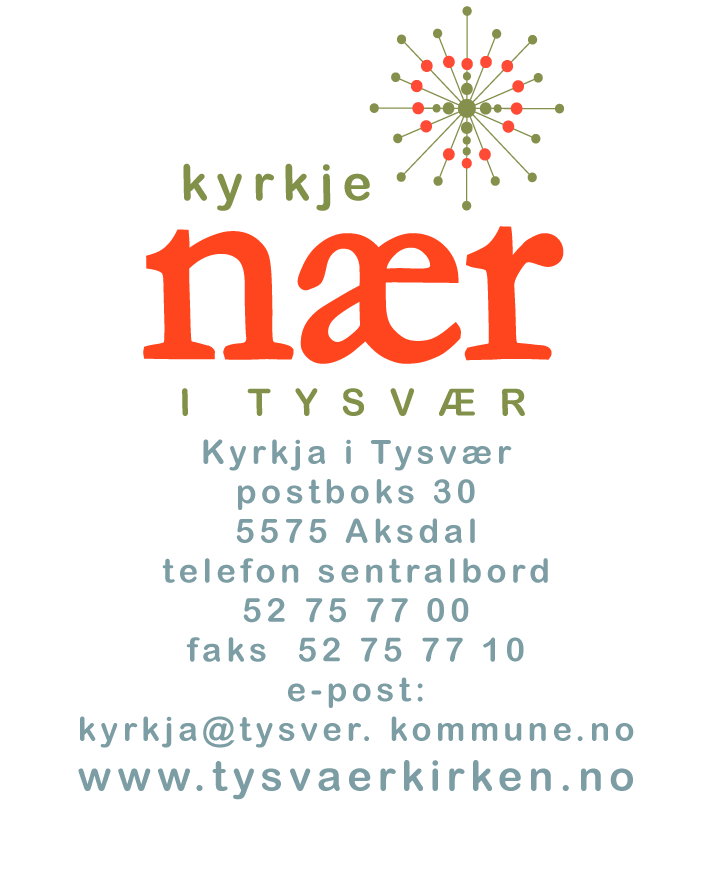 kyrkje
nær
I TYSVÆR
Kyrkja i Tysvær
postboks 30
5575 Aksdal
telefon sentralbord
52 75 77 00
faks  52 75 77 10
e-post:
kyrkja@tysver. kommune.no
www.tysvaerkirken.no